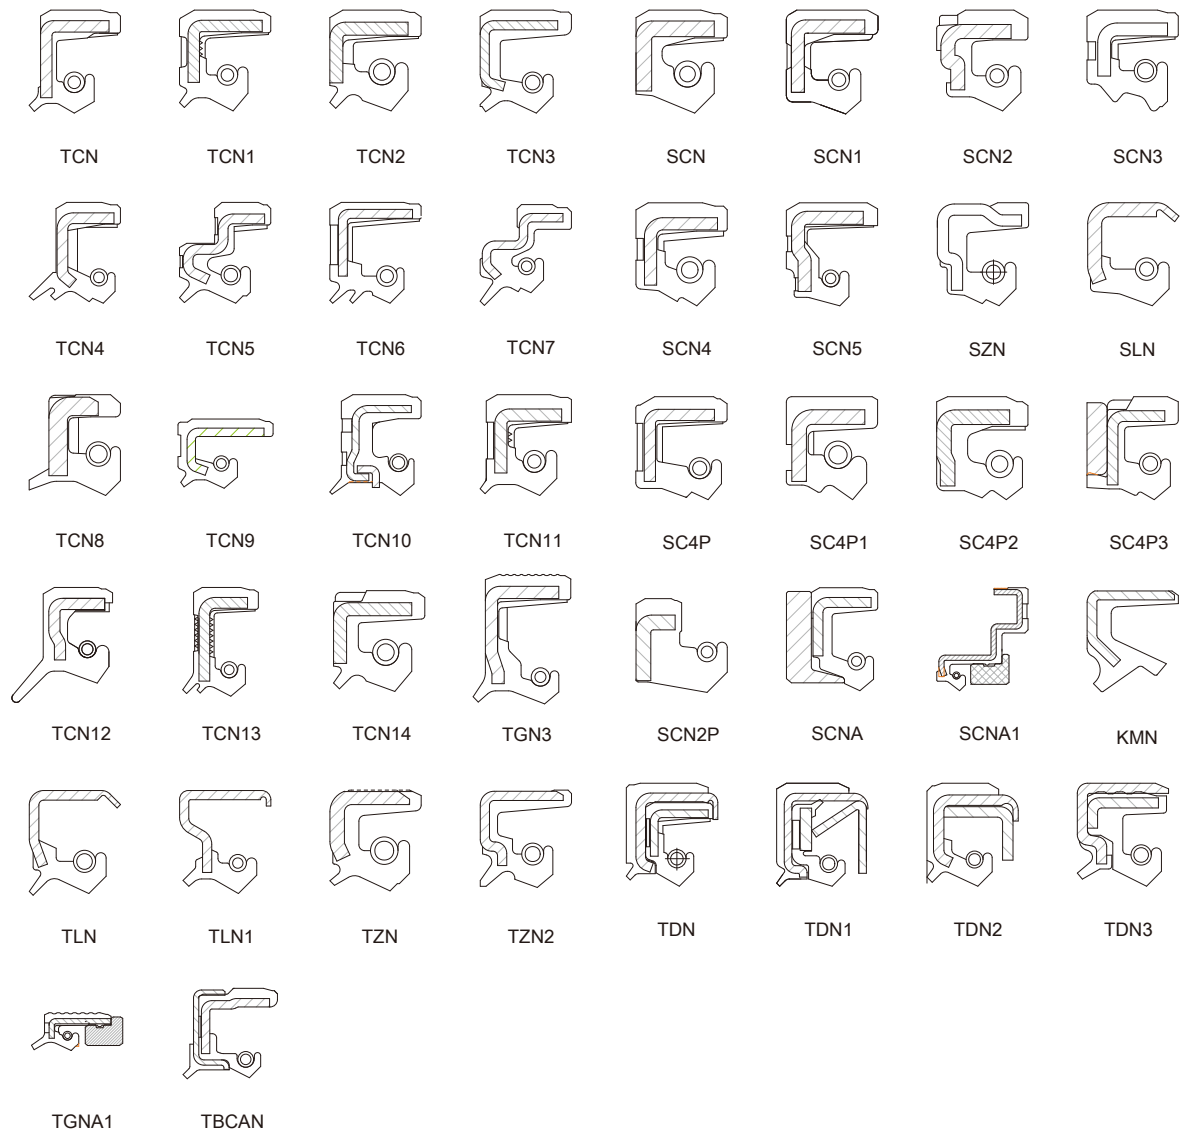 TCN TCN1 TCN2 TCN3 SCN SCN1 SCN2 SCN3
TCN4 TCN5 TCN6 TCN7 SCN4 SCN5 SZN SLN
TCN8 TCN9 TCN10 TCN11 SC4P SC4P1 SC4P2 SC4P3
TCN12 TCN13 TCN14 TGN3 SCN2P SCNA SCNA1 KMN
TLN TLN1 TZN TZN2 TDN TDN1 TDN2 TDN3
TGNA1 TBCAN